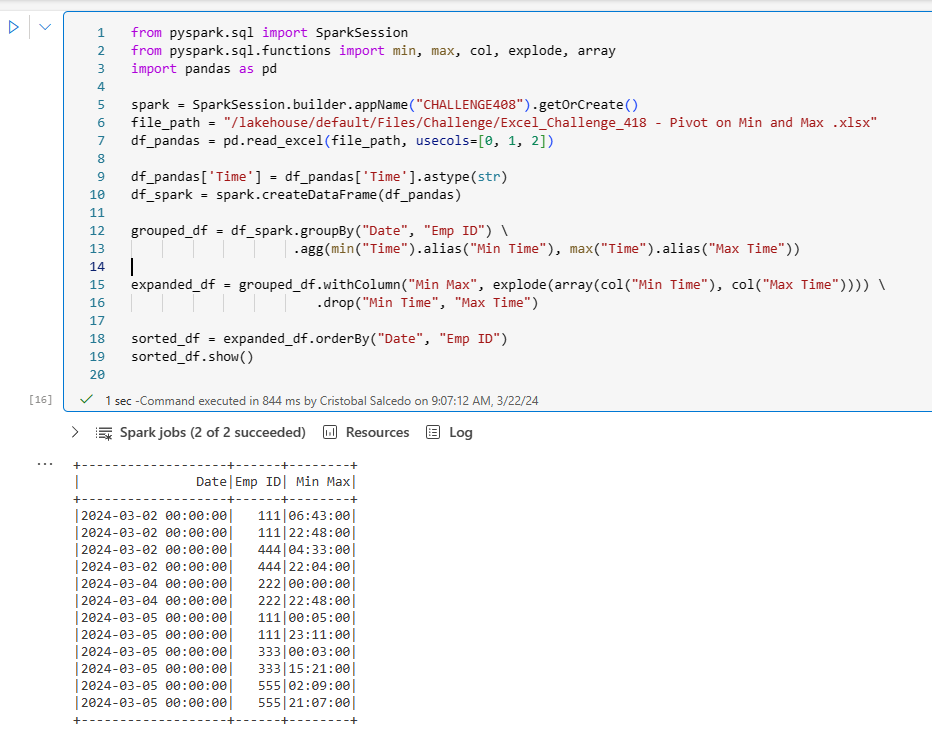 1 from pyspark.sql import SparkSession
2 from pyspark.sql.functions import min, max, col, explode, array
3 import pandas as pd
4
5 spark = SparkSession.builder.appName("CHALLENGE408").getOrCreate()
6 file_path = "/lakehouse/default/Files/Challenge/Excel_Challenge_418 - Pivot on Min and Max .xlsx"
7 df_pandas = pd.read_excel(file_path, usecols=[0, 1, 2])
8
9 df_pandas['Time'] = df_pandas['Time'].astype(str)
10 df_spark = spark.createDataFrame(df_pandas)
11
12 grouped_df = df_spark.groupBy("Date", "Emp ID") \
13                     .agg(min("Time").alias("Min Time"), max("Time").alias("Max Time"))
14
15 expanded_df = grouped_df.withColumn("Min Max", explode(array(col("Min Time"), col("Max Time")))) \
16                        .drop("Min Time", "Max Time")
17
18 sorted_df = expanded_df.orderBy("Date", "Emp ID")
19 sorted_df.show()
20
[16] 1 sec -Command executed in 844 ms by Cristobal Salcedo on 9:07:12 AM, 3/22/24
Spark jobs (2 of 2 succeeded) Resources Log
... +-------------------+------+--------+
|               Date|Emp ID| Min Max|
+-------------------+------+--------+
|2024-03-02 00:00:00|   111|06:43:00|
|2024-03-02 00:00:00|   111|22:48:00|
|2024-03-02 00:00:00|   444|04:33:00|
|2024-03-02 00:00:00|   444|22:04:00|
|2024-03-04 00:00:00|   222|00:00:00|
|2024-03-04 00:00:00|   222|22:48:00|
|2024-03-05 00:00:00|   111|00:05:00|
|2024-03-05 00:00:00|   111|23:11:00|
|2024-03-05 00:00:00|   333|00:03:00|
|2024-03-05 00:00:00|   333|15:21:00|
|2024-03-05 00:00:00|   555|02:09:00|
|2024-03-05 00:00:00|   555|21:07:00|
+-------------------+------+--------+